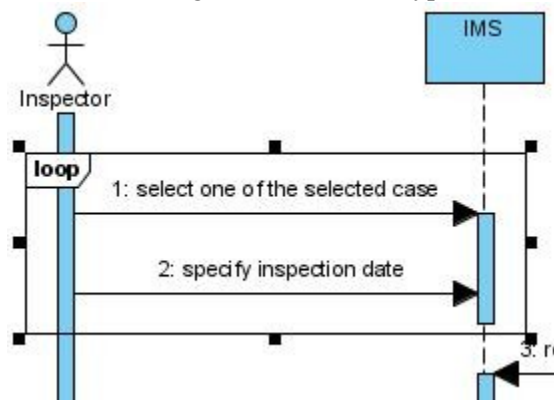 IMS
Inspector
loop
1: select one of the selected case
2: specify inspection date
3: